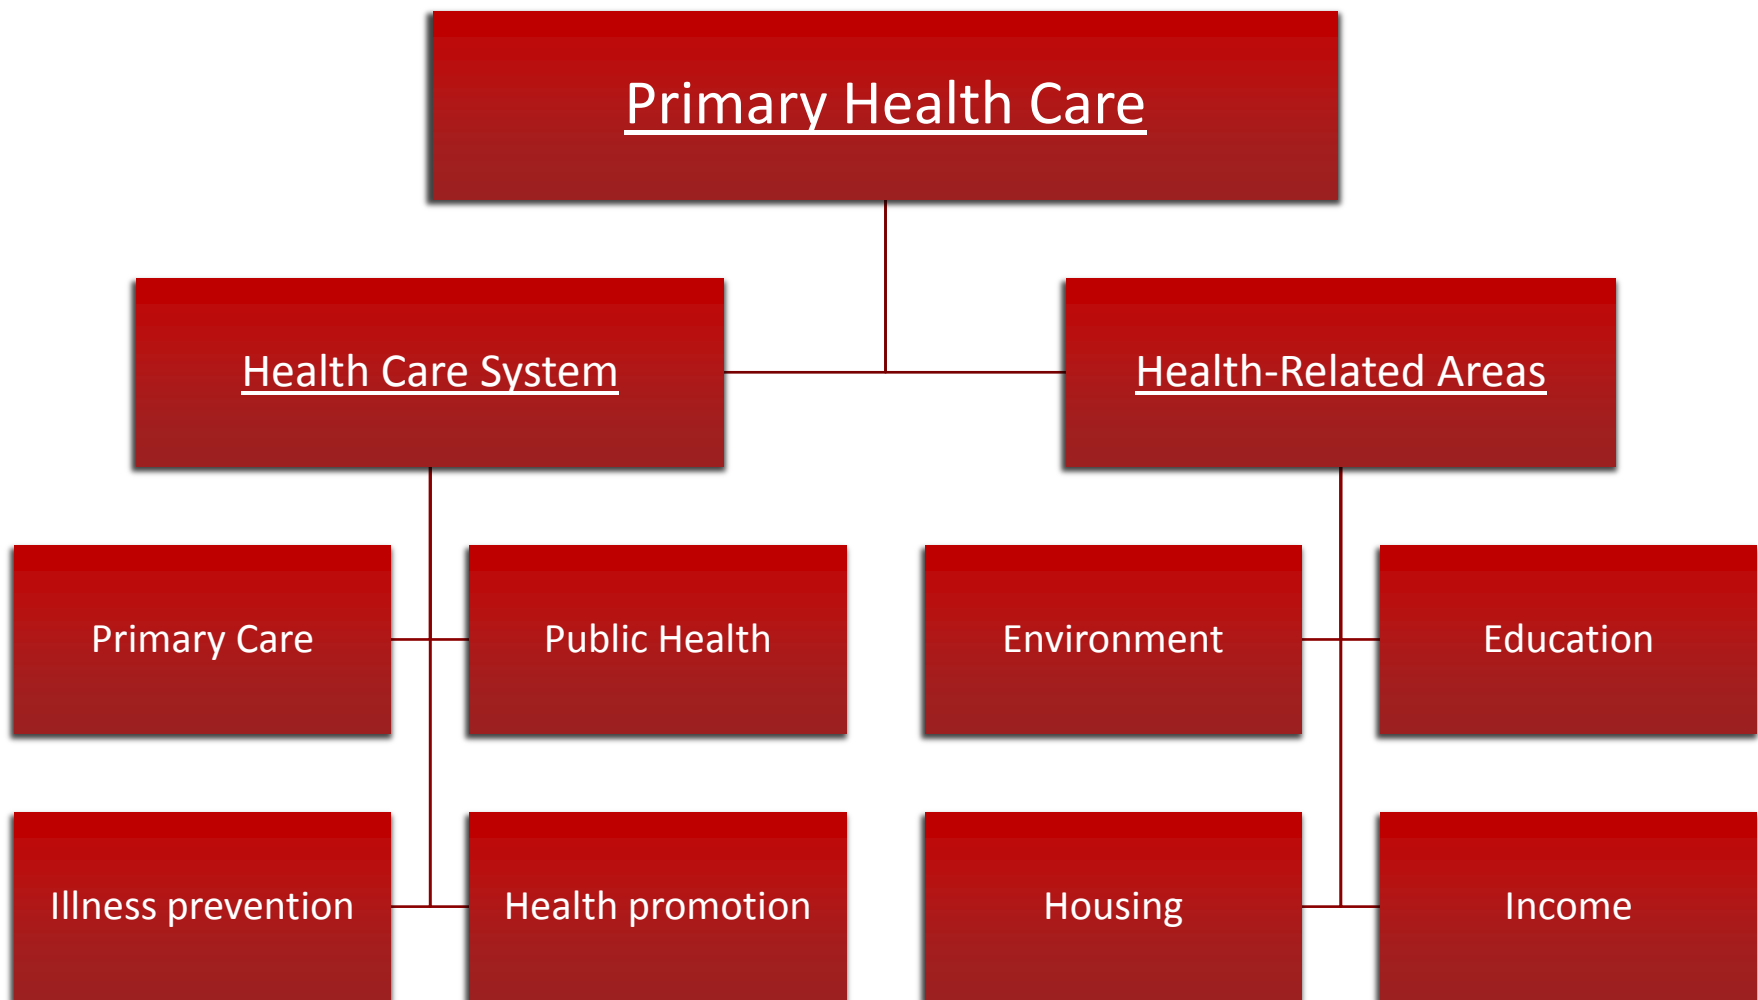 Primary Health Care
Health Care System
Health-Related Areas
Primary Care
Public Health
Environment
Education
Illness prevention
Health promotion
Housing
Income